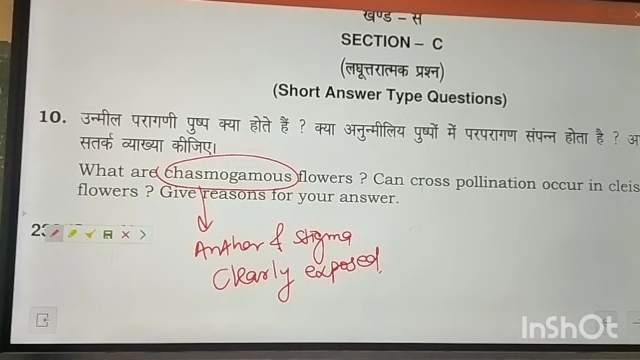 खण्ड – स
SECTION – C
(लघूत्तरात्मक प्रश्न)
(Short Answer Type Questions)
10. उन्मील परागणी पुष्प क्या होते हैं ? क्या अनुन्मीलिय पुष्पों में परपरागण संपन्न होता है ? अ
सतर्क व्याख्या कीजिए।
What are chasmogamous flowers ? Can cross pollination occur in cleis
flowers ? Give reasons for your answer.
Anther & stigma
Clearly exposed.
InShOt